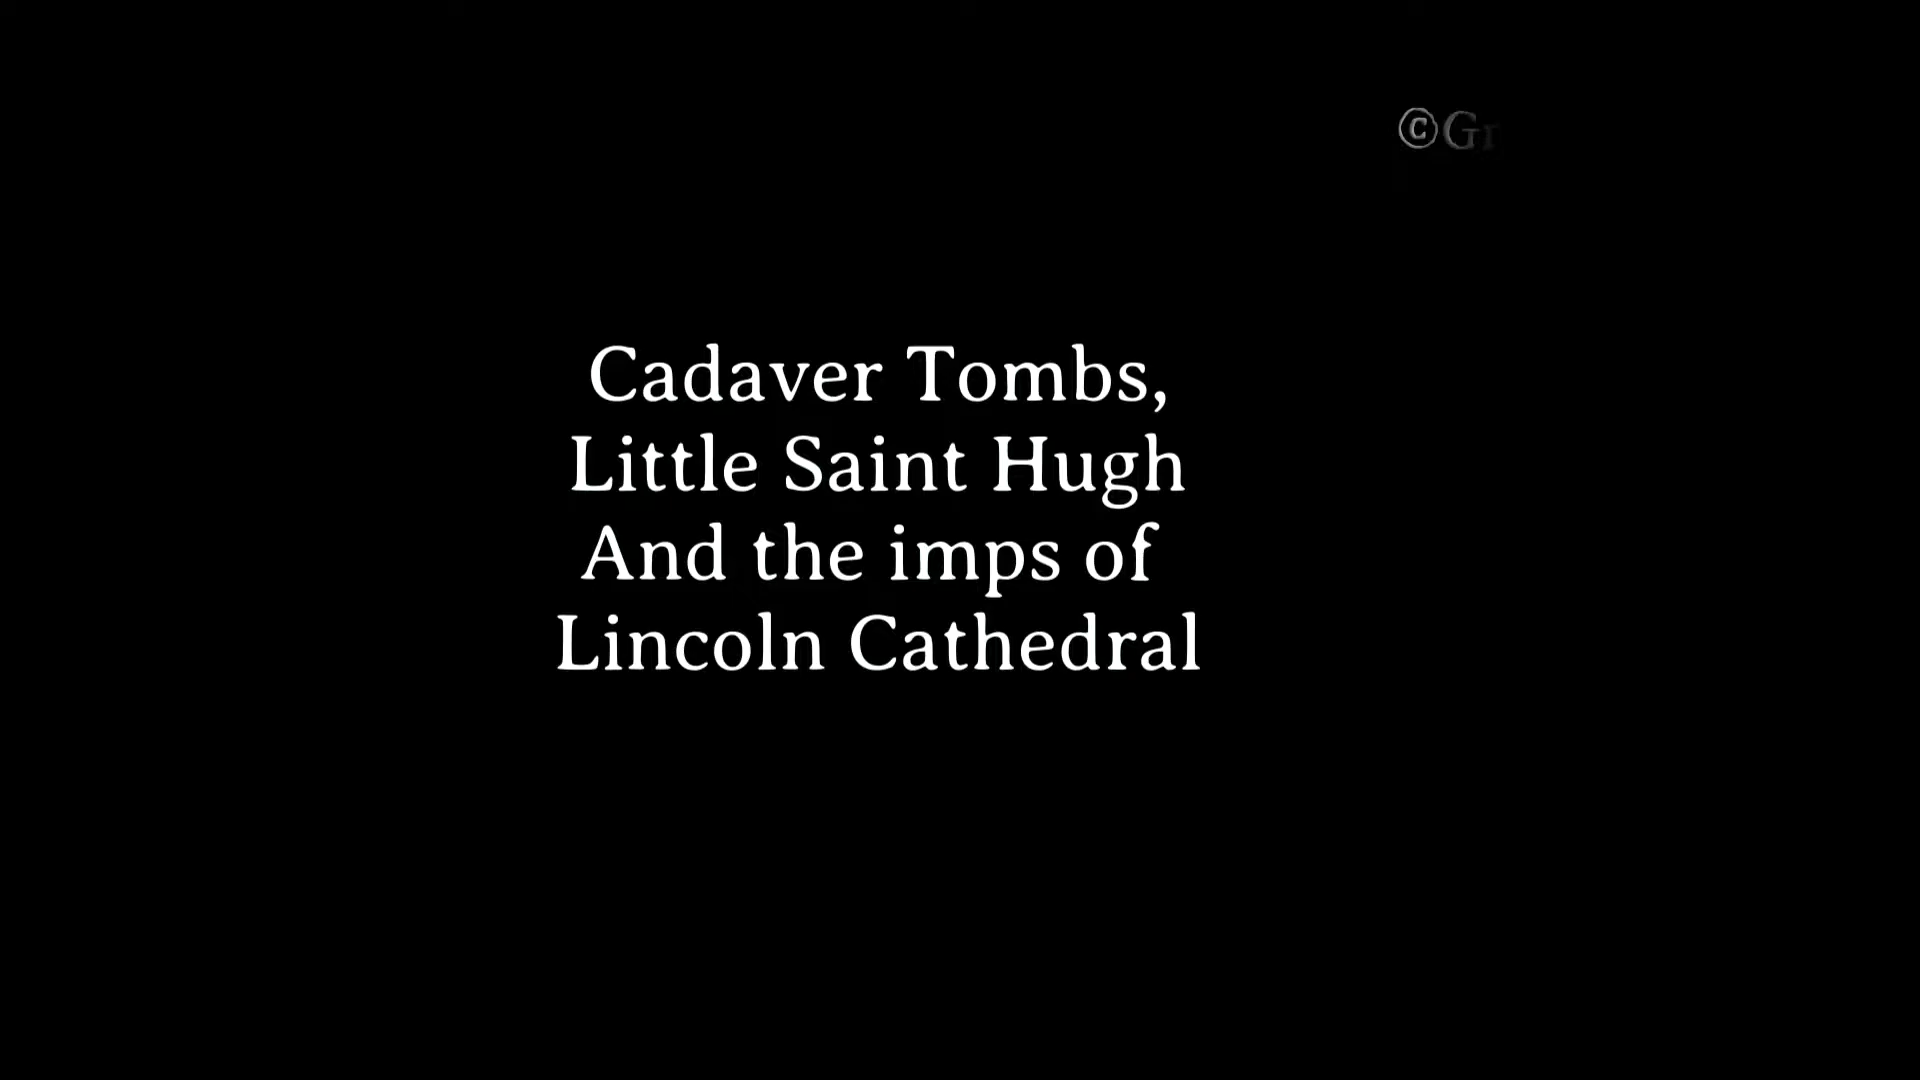 Cadaver Tombs,
Little Saint Hugh
And the imps of
Lincoln Cathedral